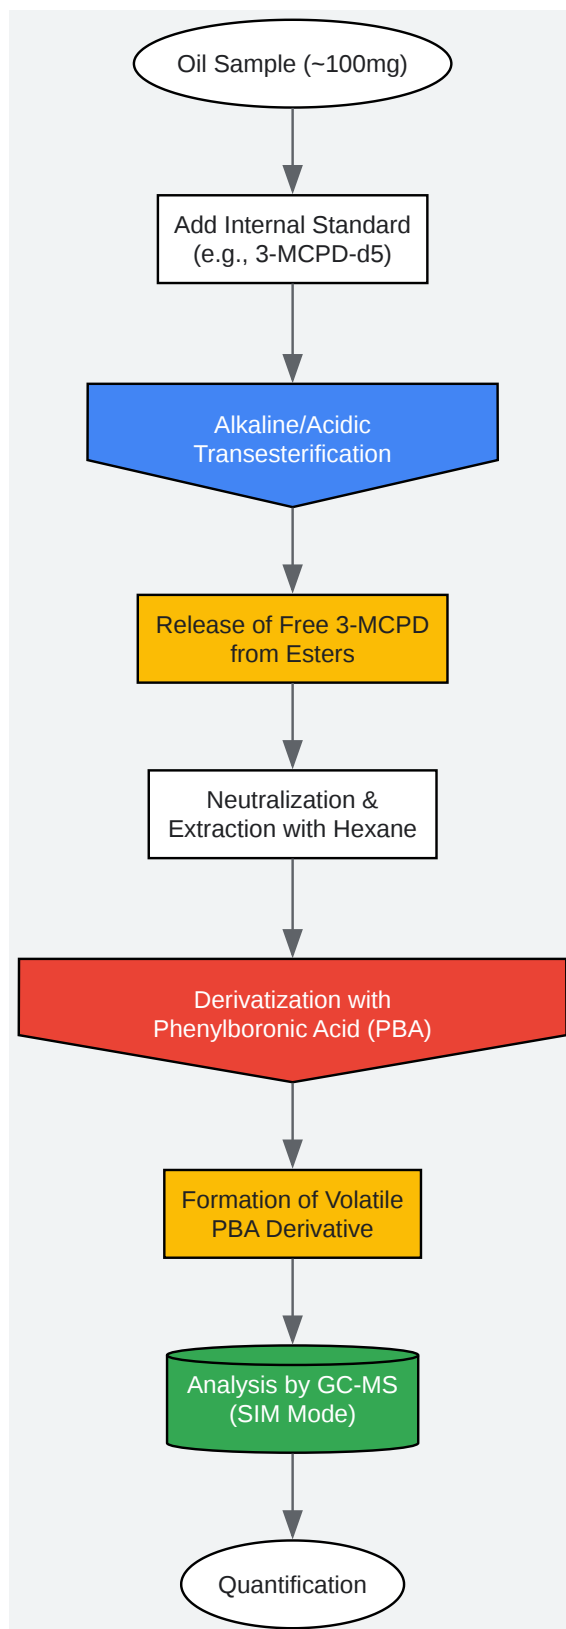 Oil Sample (~100mg)
Add Internal Standard
(e.g., 3-MCPD-d5)
Alkaline/Acidic
Transesterification
Release of Free 3-MCPD
from Esters
Neutralization &
Extraction with Hexane
Derivatization with
Phenylboronic Acid (PBA)
Formation of Volatile
PBA Derivative
Analysis by GC-MS
(SIM Mode)
Quantification